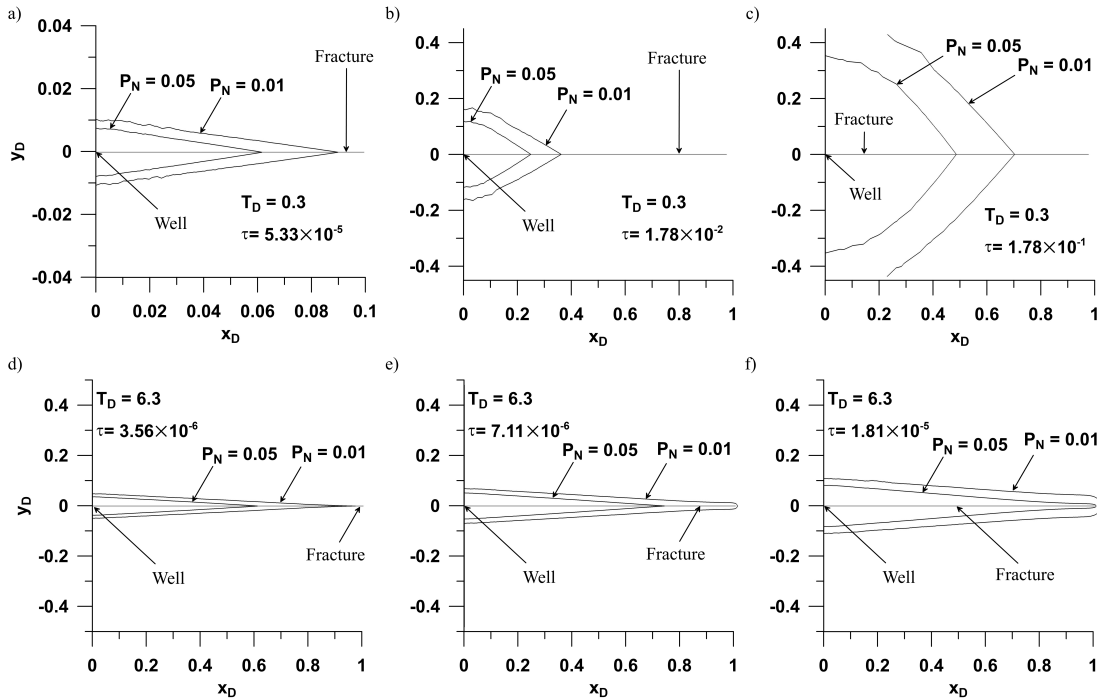 a)
0.04
0.02
0
-0.02
-0.04
y_D
P_N = 0.05
P_N = 0.01
Fracture
Well
T_D = 0.3
τ= 5.33×10^-5
0 0.02 0.04 0.06 0.08 0.1
x_D
b)
0.4
0.2
0
-0.2
-0.4
P_N = 0.05
P_N = 0.01
Fracture
Well
T_D = 0.3
τ= 1.78×10^-2
0 0.2 0.4 0.6 0.8 1
x_D
c)
0.4
0.2
0
-0.2
-0.4
P_N = 0.05
P_N = 0.01
Fracture
Well
T_D = 0.3
τ= 1.78×10^-1
0 0.2 0.4 0.6 0.8 1
x_D
d)
0.4
0.2
0
-0.2
-0.4
y_D
T_D = 6.3
τ= 3.56×10^-6
P_N = 0.05
P_N = 0.01
Well
Fracture
0 0.2 0.4 0.6 0.8 1
x_D
e)
0.4
0.2
0
-0.2
-0.4
T_D = 6.3
τ= 7.11×10^-6
P_N = 0.05
P_N = 0.01
Well
Fracture
0 0.2 0.4 0.6 0.8 1
x_D
f)
0.4
0.2
0
-0.2
-0.4
T_D = 6.3
τ= 1.81×10^-5
P_N = 0.05
P_N = 0.01
Well
Fracture
0 0.2 0.4 0.6 0.8 1
x_D